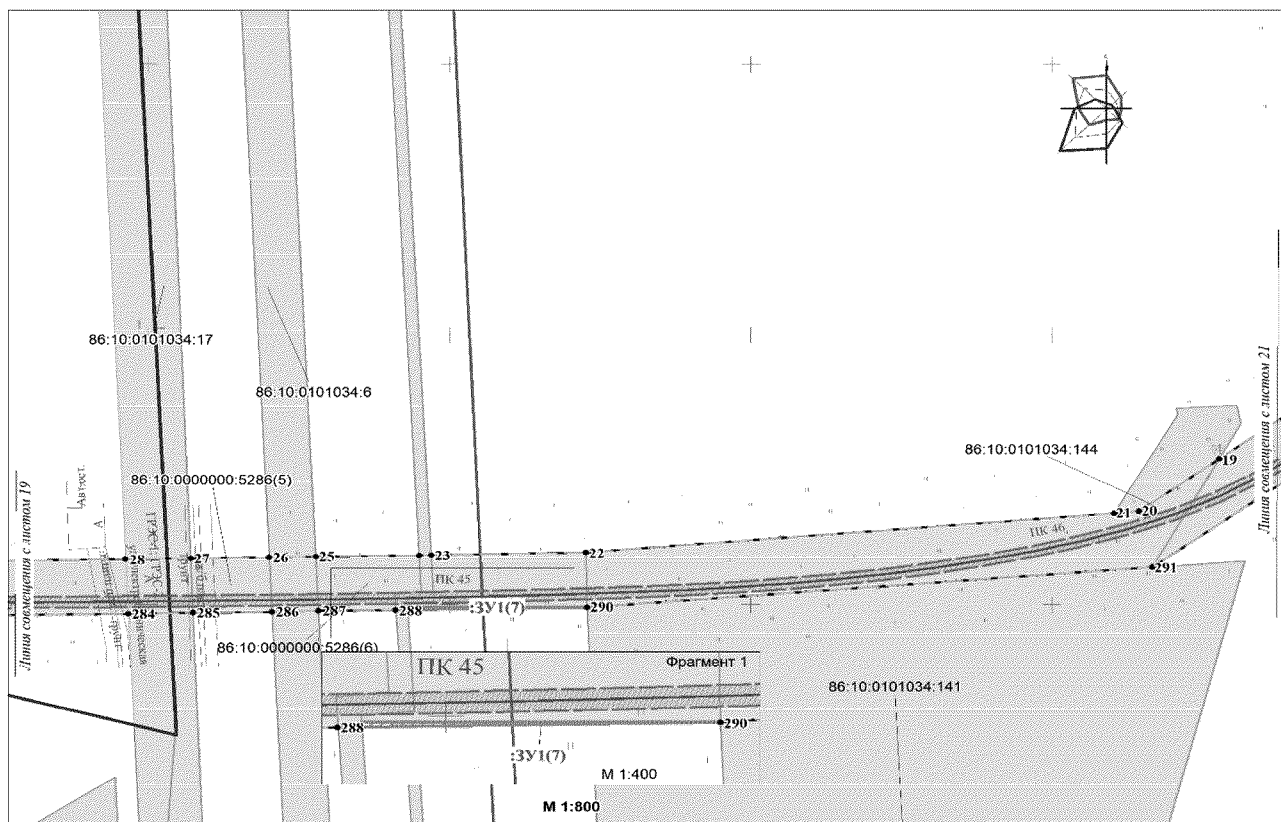 86:10:0101034:17
86:10:0101034:6
Линия совмещения с листом 21
86:10:0101034:144
19
Линия совмещения с листом 19
86:10:0000000:5286(5)
Авт.ост.
А
21
20
ПК 46
28
27
26
25
23
22
291
ПК 45
284
285
286
287
288
:ЗУ1(7)
290
86:10:0000000:5286(6)
ПК 45
Фрагмент 1
86:10:0101034:141
288
290
:ЗУ1(7)
М 1:400
М 1:800